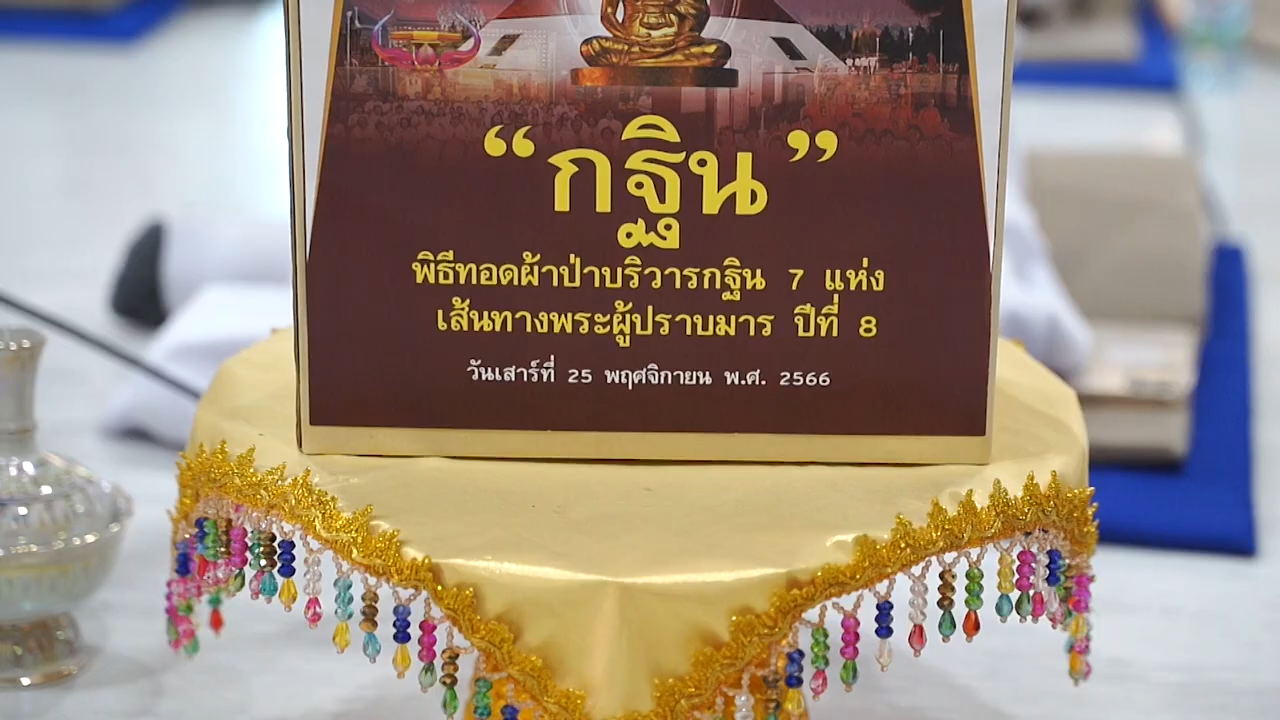 “กฐิน”
พิธีทอดผ้าป่าบริวารกฐิน 7 แห่ง
เส้นทางพระผู้ปราบมาร ปีที่ 8
วันเสาร์ที่ 25 พฤศจิกายน พ.ศ. 2566